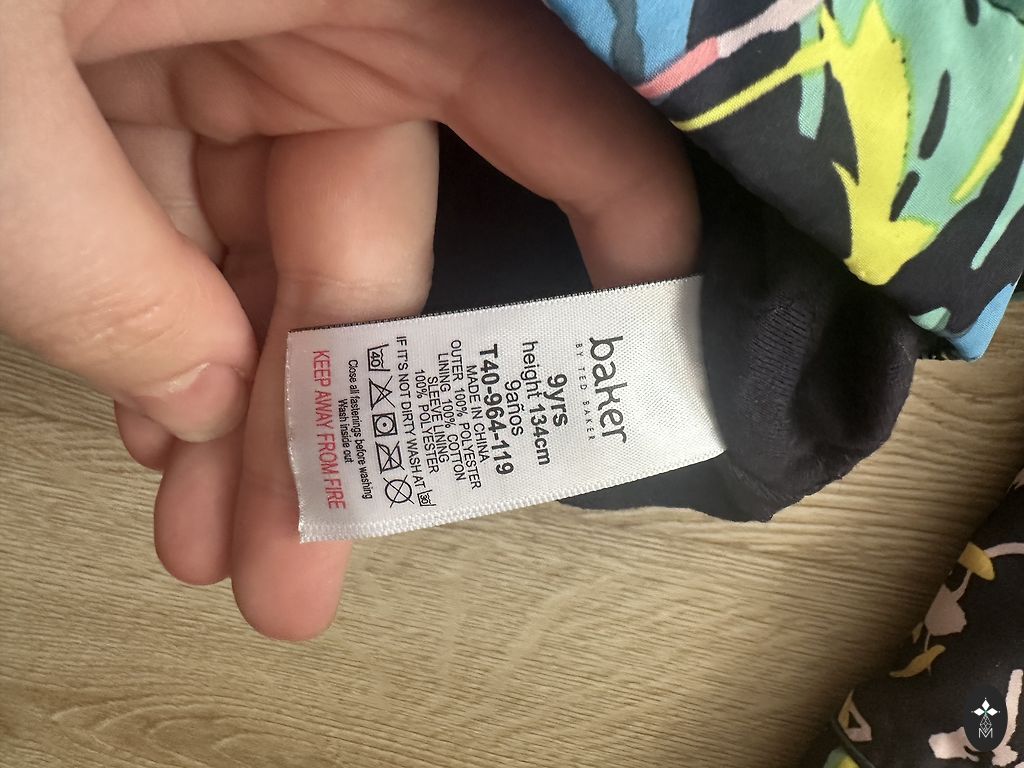 baker
BY TED BAKER
9yrs
height 134cm
9años
T40-964-119
MADE IN CHINA
OUTER 100% POLYESTER
LINING 100% COTTON
SLEEVE LINING
100% POLYESTER
IF IT'S NOT DIRTY WASH AT 30
40
Close all fastenings before washing
Wash inside out
KEEP AWAY FROM FIRE
M